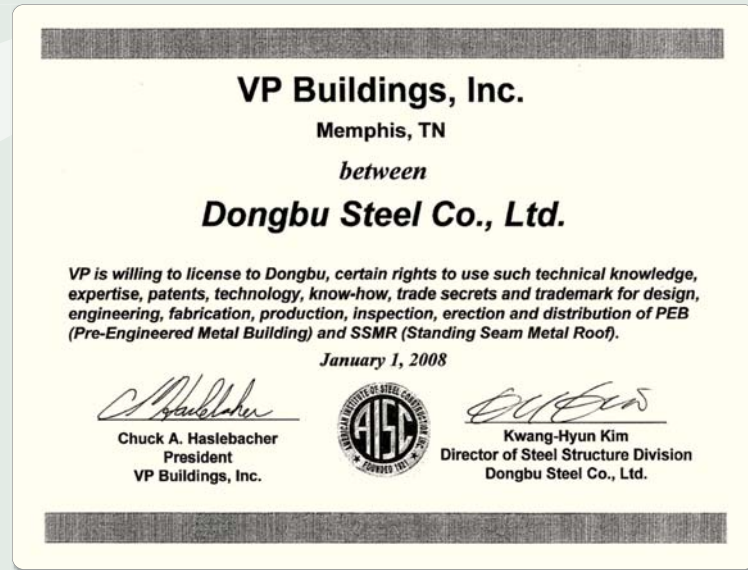 VP Buildings, Inc.
Memphis, TN
between
Dongbu Steel Co., Ltd.
VP is willing to license to Dongbu, certain rights to use such technical knowledge,
expertise, patents, technology, know-how, trade secrets and trademark for design,
engineering, fabrication, production, inspection, erection and distribution of PEB
(Pre-Engineered Metal Building) and SSMR (Standing Seam Metal Roof).
January 1, 2008
Chuck A. Haslebacher
President
VP Buildings, Inc.
AMERICAN INSTITUTE OF STEEL CONSTRUCTION INC.
AISC
FOUNDED 1921
Kwang-Hyun Kim
Director of Steel Structure Division
Dongbu Steel Co., Ltd.